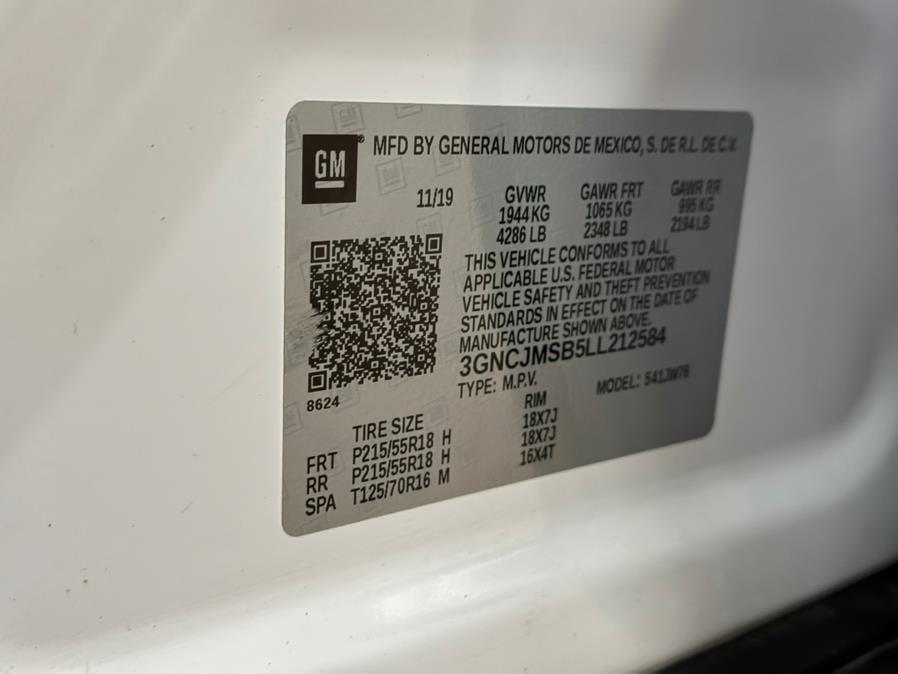 GM® MFD BY GENERAL MOTORS DE MEXICO, S. DE R.L. DE C.V.
11/19 GVWR GAWR FRT GAWR RR
1944 KG 1065 KG 995 KG
4286 LB 2348 LB 2194 LB
THIS VEHICLE CONFORMS TO ALL
APPLICABLE U.S. FEDERAL MOTOR
VEHICLE SAFETY AND THEFT PREVENTION
STANDARDS IN EFFECT ON THE DATE OF
MANUFACTURE SHOWN ABOVE.
3GNCJMSB5LL212584
8624 TYPE: M.P.V. MODEL: 541JW76
TIRE SIZE RIM
FRT P215/55R18 H 18X7J
RR P215/55R18 H 18X7J
SPA T125/70R16 M 16X4T